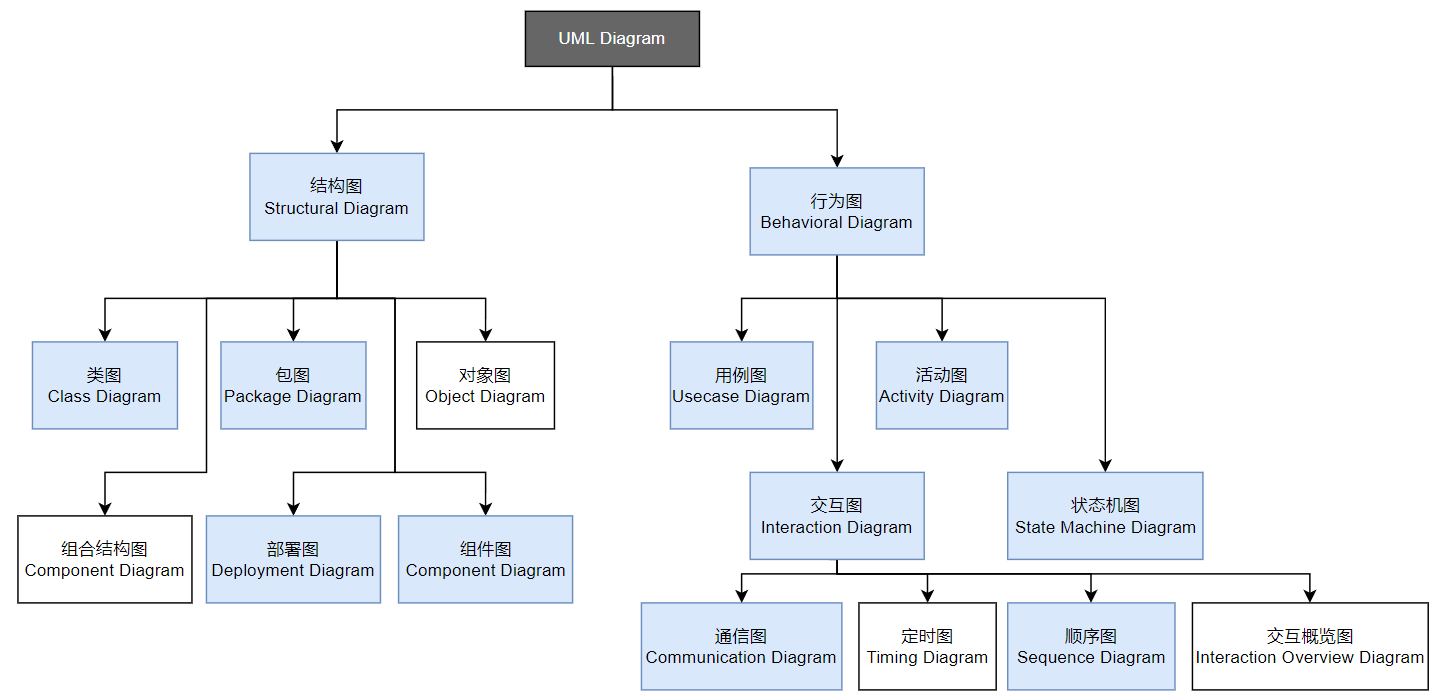 UML Diagram
结构图
Structural Diagram
行为图
Behavioral Diagram
类图
Class Diagram
包图
Package Diagram
对象图
Object Diagram
用例图
Usecase Diagram
活动图
Activity Diagram
组合结构图
Component Diagram
部署图
Deployment Diagram
组件图
Component Diagram
交互图
Interaction Diagram
状态机图
State Machine Diagram
通信图
Communication Diagram
定时图
Timing Diagram
顺序图
Sequence Diagram
交互概览图
Interaction Overview Diagram